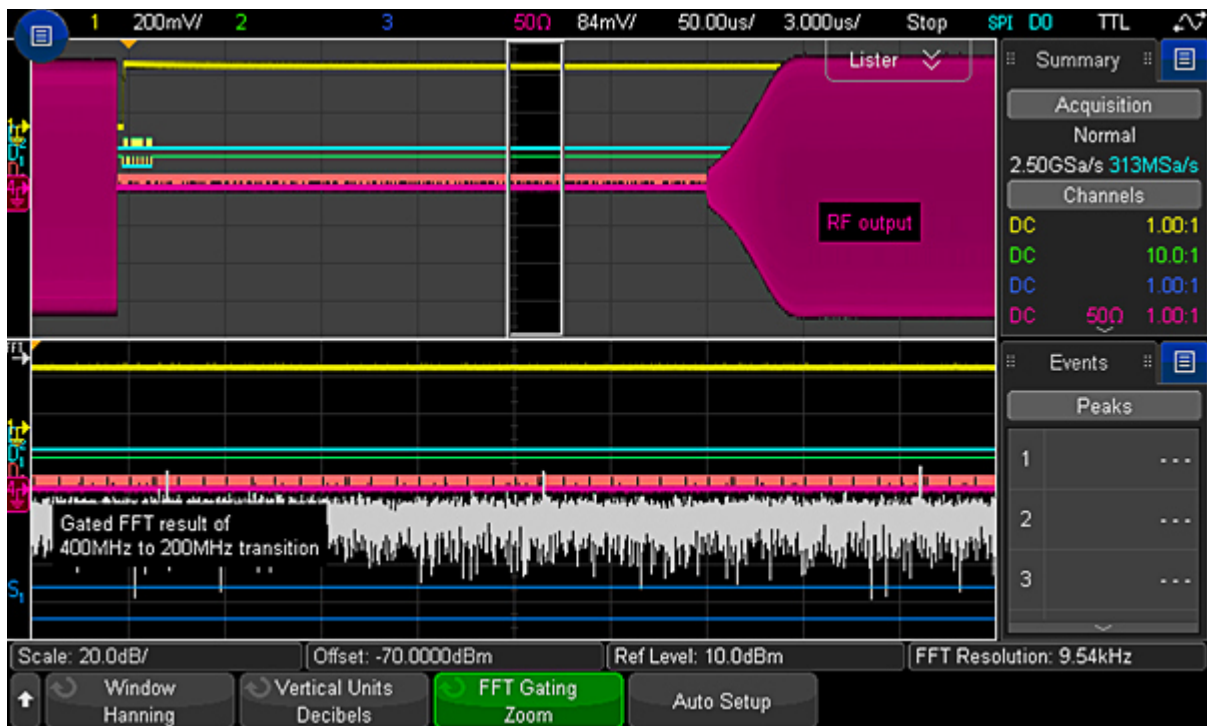 1 200mV/ 2 3 50Ω 84mV/ 50.00us/ 3.000us/ Stop SPI D0 TTL
Lister
Summary
Acquisition
Normal
2.50GSa/s 313MSa/s
Channels
DC 1.00:1
DC 10.0:1
DC 1.00:1
DC 50Ω 1.00:1
RF output
Events
Peaks
1 ---
2 ---
3 ---
Gated FFT result of
400MHz to 200MHz transition
S1
Scale: 20.0dB/ Offset: -70.0000dBm Ref Level: 10.0dBm FFT Resolution: 9.54kHz
Window
Hanning
Vertical Units
Decibels
FFT Gating
Zoom
Auto Setup